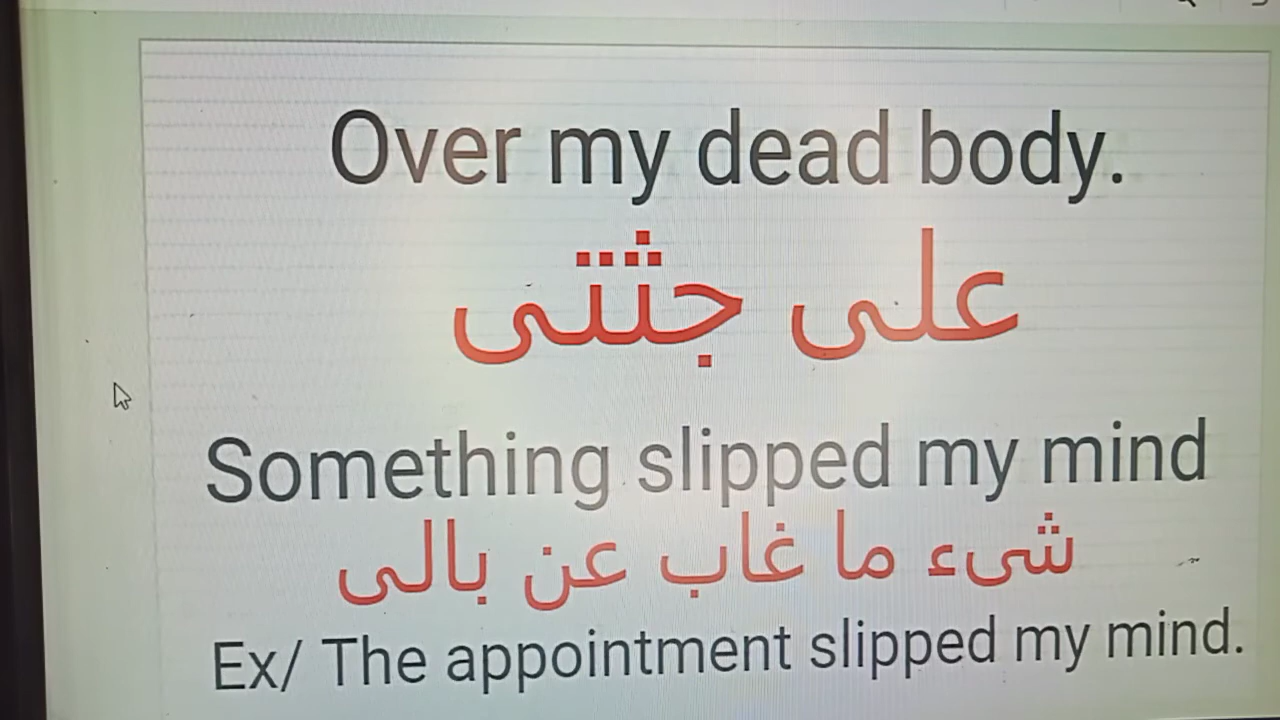 Over my dead body.
على جثتى
Something slipped my mind
شىء ما غاب عن بالى
Ex/ The appointment slipped my mind.